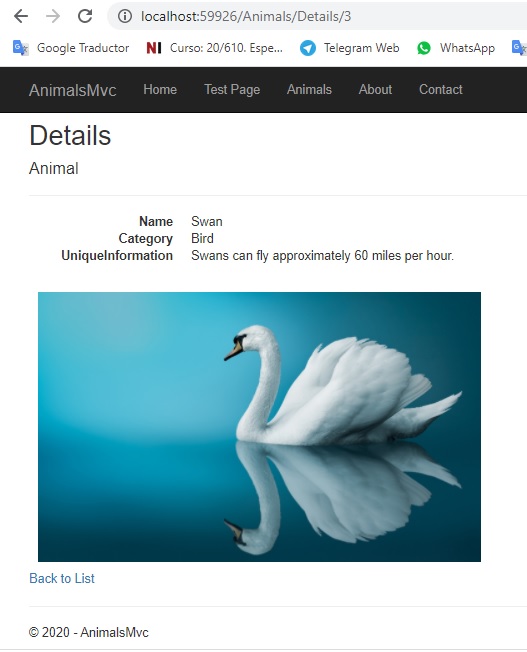 localhost:59926/Animals/Details/3
Google Traductor NI Curso: 20/610. Espe... Telegram Web WhatsApp
AnimalsMvc Home Test Page Animals About Contact
Details
Animal
Name Swan
Category Bird
UniqueInformation Swans can fly approximately 60 miles per hour.
Back to List
© 2020 - AnimalsMvc